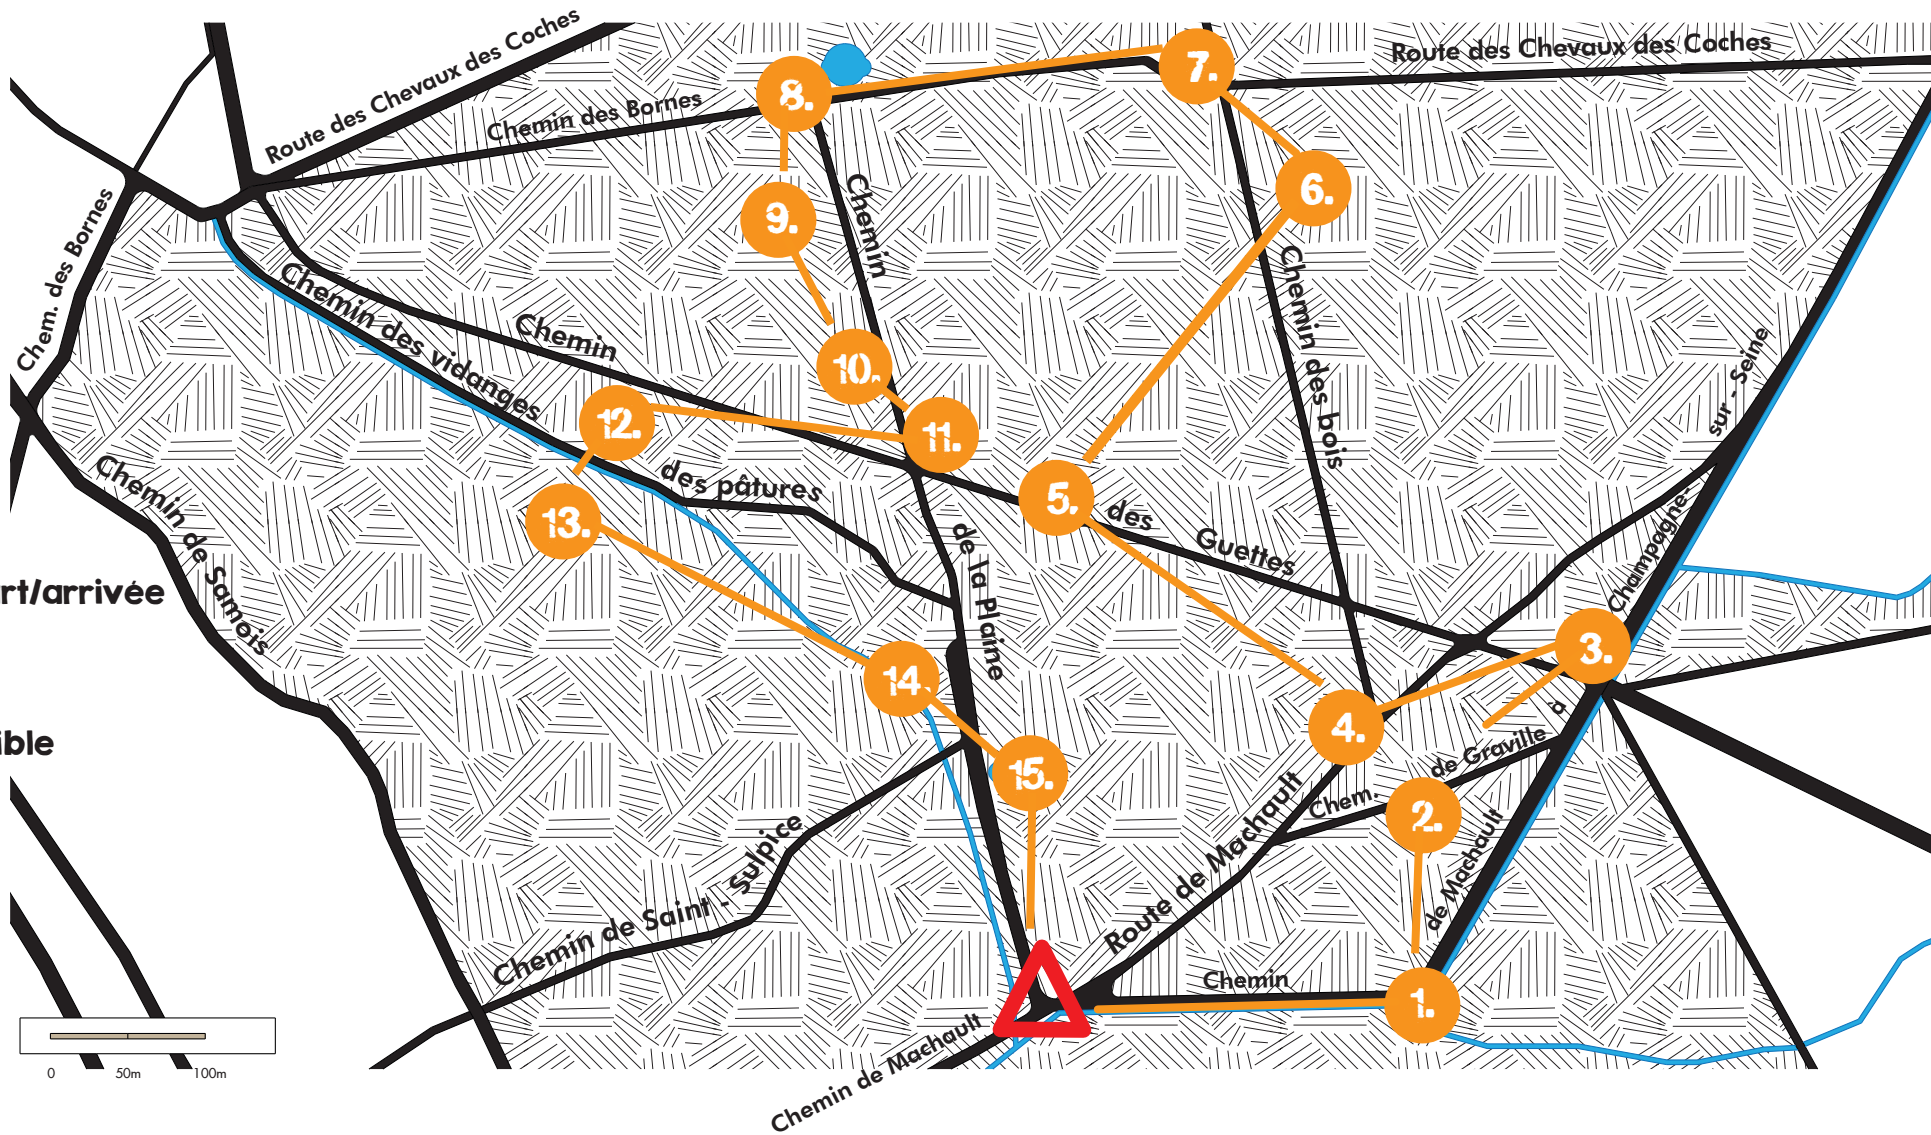 Route des Chevaux des Coches
Route des Chevaux des Coches
7.
8.
Chemin des Bornes
6.
Chem. des Bornes
9.
Chemin
Chemin des vidanges
Chemin
Chemin des bois
10.
sur - Seine
12.
11.
Chemin de Samois
des pâtures
5.
des
Guettes
13.
de la Plaine
Champagne-
rt/arrivée
3.
14.
à
4.
ible
de Graville
15.
Chem.
2.
Route de Machault
de Machault
Chemin de Saint - Sulpice
Chemin
1.
Chemin de Machault
0 50m 100m